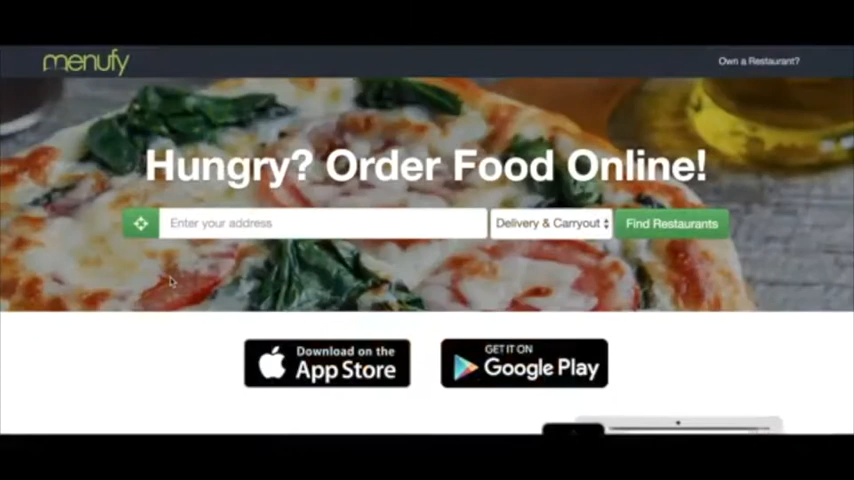 menufy
Own a Restaurant?
Hungry? Order Food Online!
Enter your address
Delivery & Carryout
Find Restaurants
Download on the
App Store
GET IT ON
Google Play